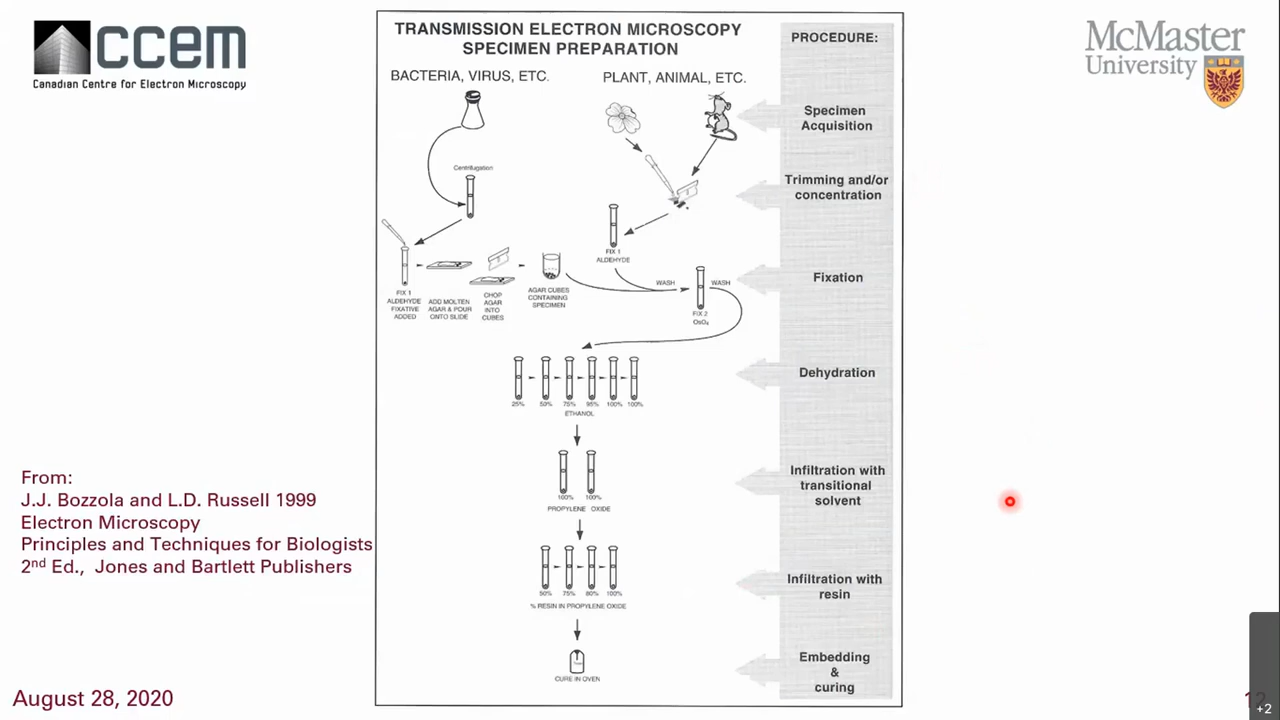 ccem
Canadian Centre for Electron Microscopy
McMaster
University
TRANSMISSION ELECTRON MICROSCOPY
SPECIMEN PREPARATION
PROCEDURE:
BACTERIA, VIRUS, ETC.
PLANT, ANIMAL, ETC.
Specimen
Acquisition
Centrifugation
Trimming and/or
concentration
FIX 1
ALDEHYDE
Fixation
FIX 1
ALDEHYDE
FIXATIVE
ADDED
ADD MOLTEN
AGAR & POUR
ONTO SLIDE
CHOP
AGAR
INTO
CUBES
AGAR CUBES
CONTAINING
SPECIMEN
WASH
WASH
FIX 2
OsO₄
Dehydration
25% 50% 75% 95% 100% 100%
ETHANOL
Infiltration with
transitional
solvent
100% 100%
PROPYLENE OXIDE
Infiltration with
resin
50% 75% 80% 100%
% RESIN IN PROPYLENE OXIDE
Embedding
&
curing
CURE IN OVEN
From:
J.J. Bozzola and L.D. Russell 1999
Electron Microscopy
Principles and Techniques for Biologists
2nd Ed., Jones and Bartlett Publishers
August 28, 2020
12
+2